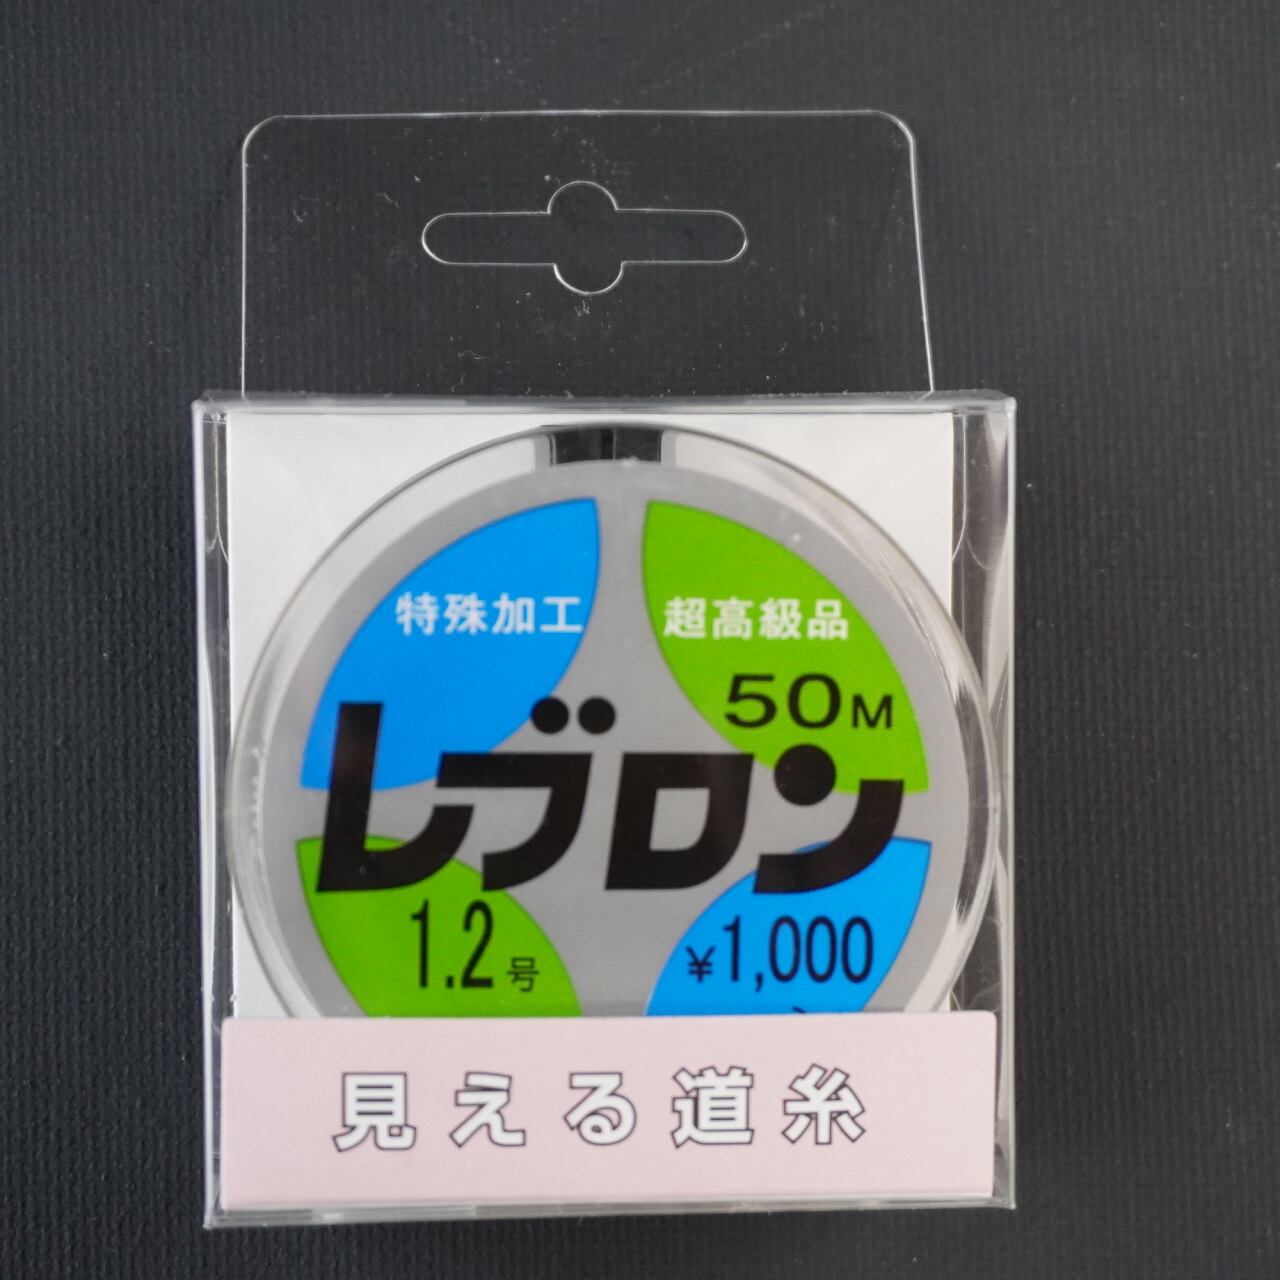 特殊加工
超高級品
50M
レブロン
1.2号
¥1,000
見える道糸